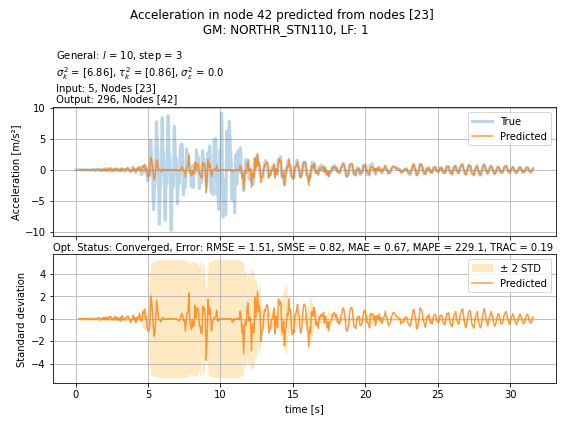 Acceleration in node 42 predicted from nodes [23]
GM: NORTHR_STN110, LF: 1
General: l = 10, step = 3
σ²_k = [6.86], τ²_k = [0.86], σ²_ε = 0.0
Input: 5, Nodes [23]
Output: 296, Nodes [42]
10
5
0
−5
−10
Acceleration [m/s²]
True
Predicted
Opt. Status: Converged, Error: RMSE = 1.51, SMSE = 0.82, MAE = 0.67, MAPE = 229.1, TRAC = 0.19
4
2
0
−2
−4
Standard deviation
± 2 STD
Predicted
0 5 10 15 20 25 30
time [s]